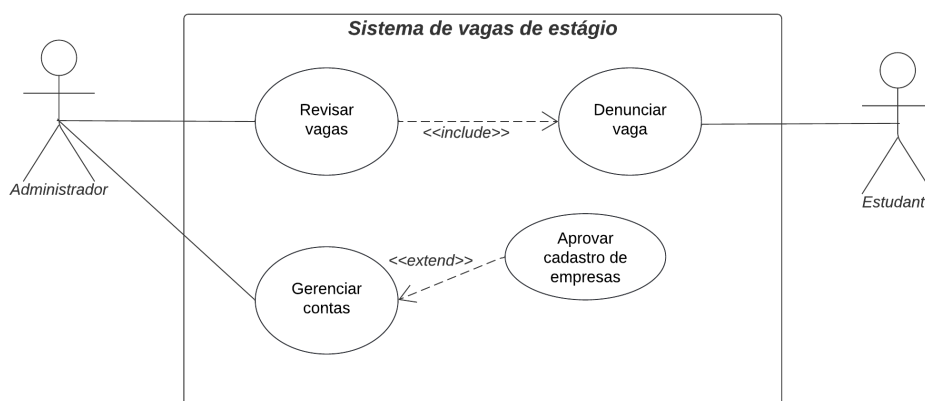 Sistema de vagas de estágio
Revisar
vagas
<<include>>
Denunciar
vaga
Administrador
Estudant
Aprovar
cadastro de
empresas
<<extend>>
Gerenciar
contas